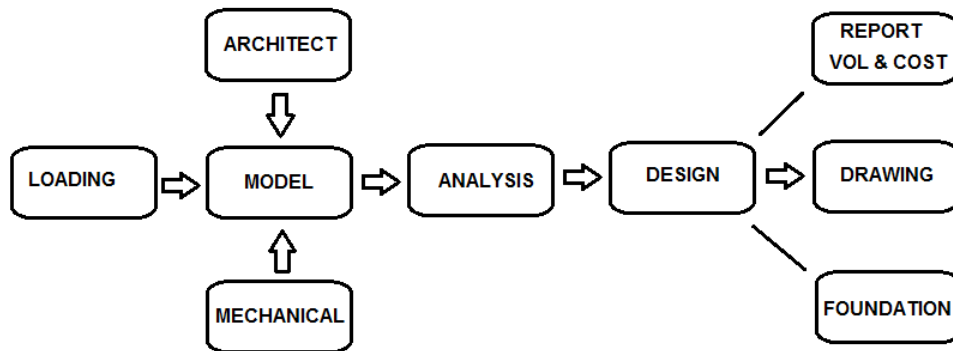 ARCHITECT
REPORT
VOL & COST
LOADING
MODEL
ANALYSIS
DESIGN
DRAWING
MECHANICAL
FOUNDATION